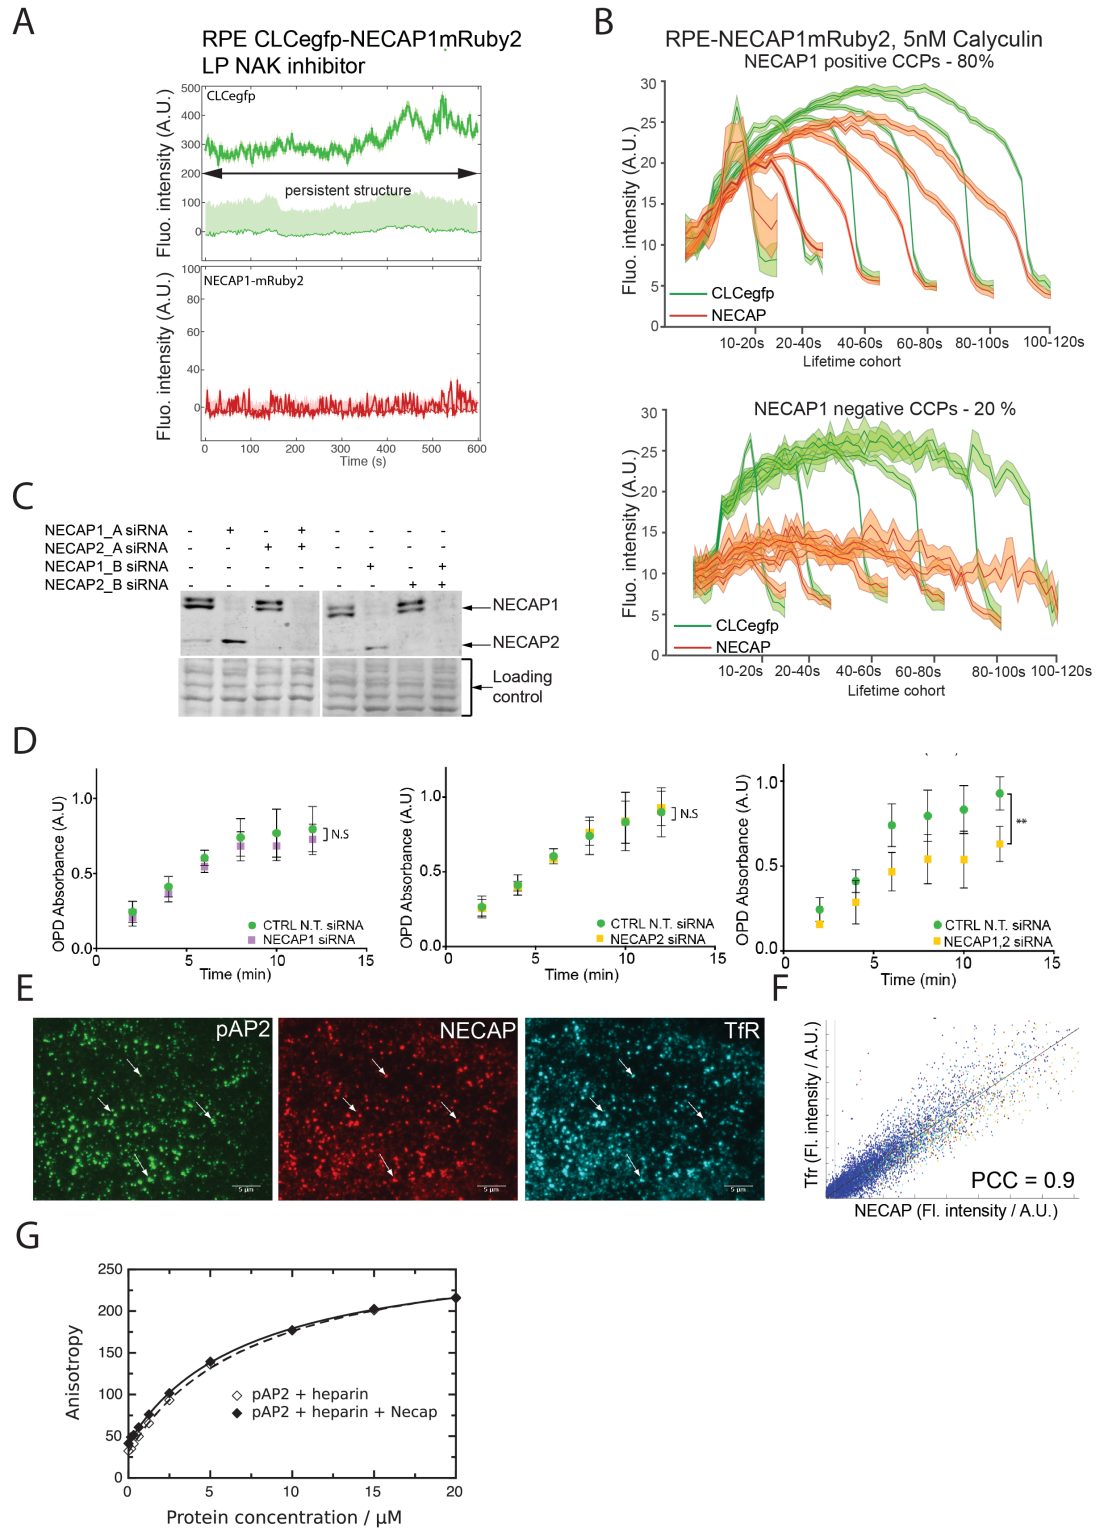 A
RPE CLCegfp-NECAP1mRuby2
LP NAK inhibitor
CLCegfp
Fluo. intensity (A.U.)
500
400
300
200
100
0
persistent structure
NECAP1-mRuby2
Fluo. intensity (A.U.)
100
80
60
40
0
0 100 200 300 400 500 600
Time (s)
B
RPE-NECAP1mRuby2, 5nM Calyculin
NECAP1 positive CCPs - 80%
Fluo. intensity (A.U.)
30
25
20
15
10
5
0
CLCegfp
NECAP
10-20s 20-40s 40-60s 60-80s 80-100s 100-120s
Lifetime cohort
NECAP1 negative CCPs - 20 %
Fluo. intensity (A.U.)
30
25
20
15
10
5
0
CLCegfp
NECAP
10-20s 20-40s 40-60s 60-80s 80-100s 100-120s
Lifetime cohort
C
NECAP1_A siRNA - + - +
NECAP2_A siRNA - - + + -
NECAP1_B siRNA - + - +
NECAP2_B siRNA - - + +
NECAP1
NECAP2
Loading
control
D
OPD Absorbance (A.U)
1.0
0.5
0.0
0 5 10 15
Time (min)
N.S
CTRL N.T. siRNA
NECAP1 siRNA
OPD Absorbance (A.U)
1.0
0.5
0.0
0 5 10 15
Time (min)
N.S
CTRL N.T. siRNA
NECAP2 siRNA
OPD Absorbance (A.U)
1.0
0.5
0.0
0 5 10 15
Time (min)
**
CTRL N.T. siRNA
NECAP1,2 siRNA
E
pAP2
5 µm
NECAP
5 µm
TfR
5 µm
F
Tfr (Fl. intensity / A.U.)
PCC = 0.9
NECAP (Fl. intensity / A.U.)
G
Anisotropy
250
200
150
100
50
0
pAP2 + heparin
pAP2 + heparin + Necap
0 5 10 15 20
Protein concentration / µM